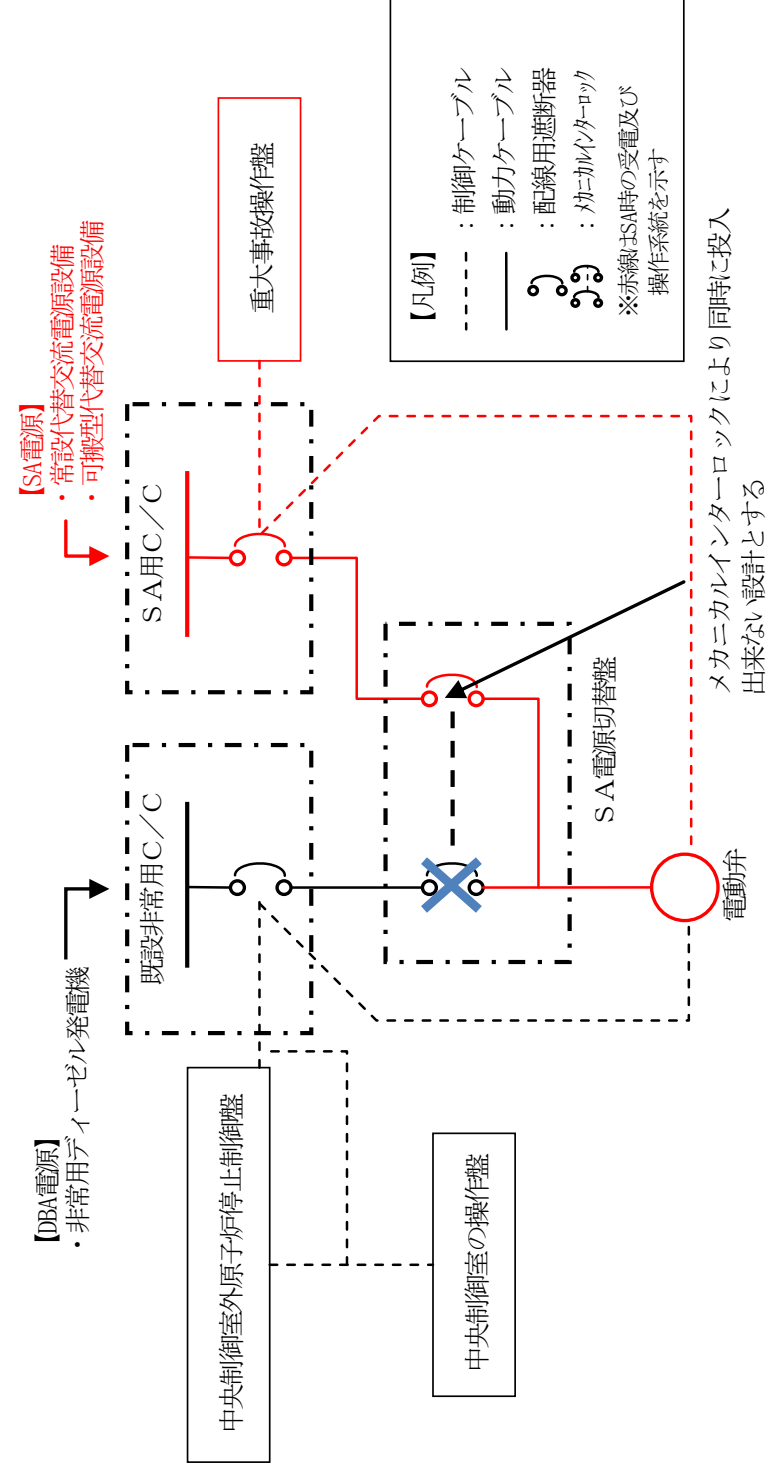 【DBA電源】
・非常用ディーゼル発電機
【SA電源】
・常設代替交流電源設備
・可搬型代替交流電源設備
既設非常用C／C
SA用C／C
中央制御室外原子炉停止制御盤
重大事故操作盤
中央制御室の操作盤
SA電源切替盤
電動弁
メカニカルインターロックにより同時に投入
出来ない設計とする
【凡例】
：制御ケーブル
：動力ケーブル
：配線用遮断器
：メカニカルインターロック
※赤線はSA時の受電及び
操作系統を示す